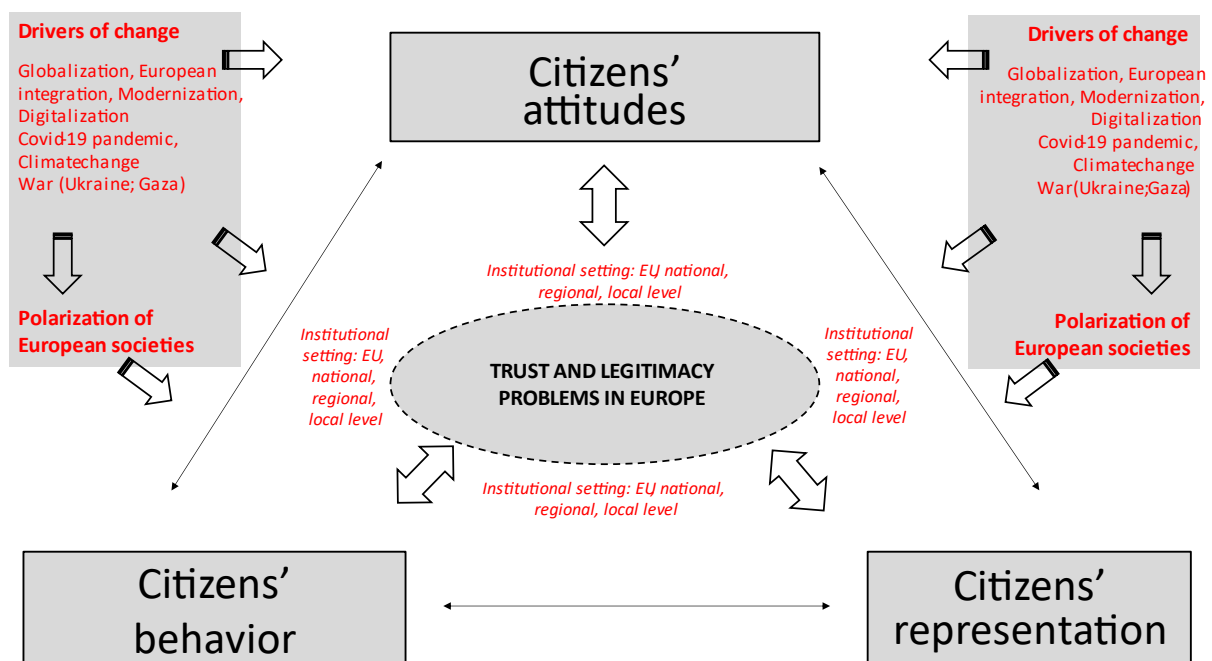 Drivers of change
Globalization, European
integration, Modernization,
Digitalization
Covid-19 pandemic,
Climatechange
War (Ukraine; Gaza)
Polarization of
European societies
Citizens’
attitudes
Drivers of change
Globalization, European
integration, Modernization,
Digitalization
Covid-19 pandemic,
Climatechange
War(Ukraine;Gaza)
Polarization of
European societies
Institutional setting: EU, national,
regional, local level
Institutional
setting: EU,
national,
regional,
local level
TRUST AND LEGITIMACY
PROBLEMS IN EUROPE
Institutional
setting: EU,
national,
regional,
local level
Institutional setting: EU, national,
regional, local level
Citizens’
behavior
Citizens’
representation